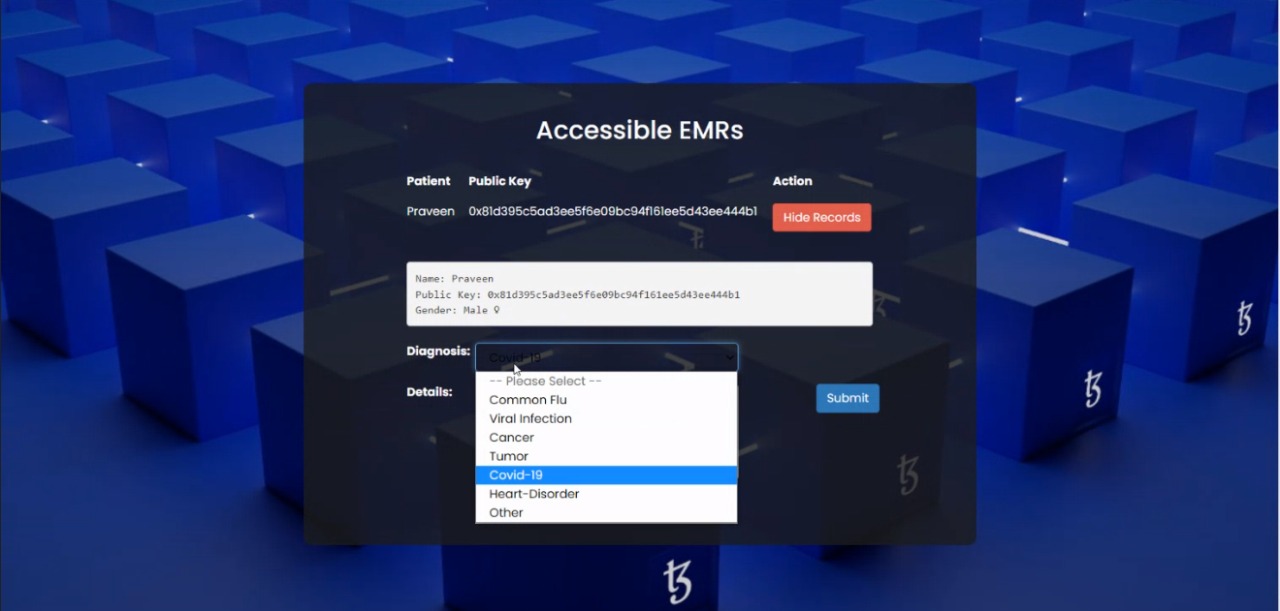 Accessible EMRs
Patient Public Key Action
Praveen 0x81d395c5ad3ee5f6e09bc94f161ee5d43ee444b1 Hide Records
Name: Praveen
Public Key: 0x81d395c5ad3ee5f6e09bc94f161ee5d43ee444b1
Gender: Male ♀
Diagnosis: Covid-19
-- Please Select --
Details: Submit
Common Flu
Viral Infection
Cancer
Tumor
Covid-19
Heart-Disorder
Other